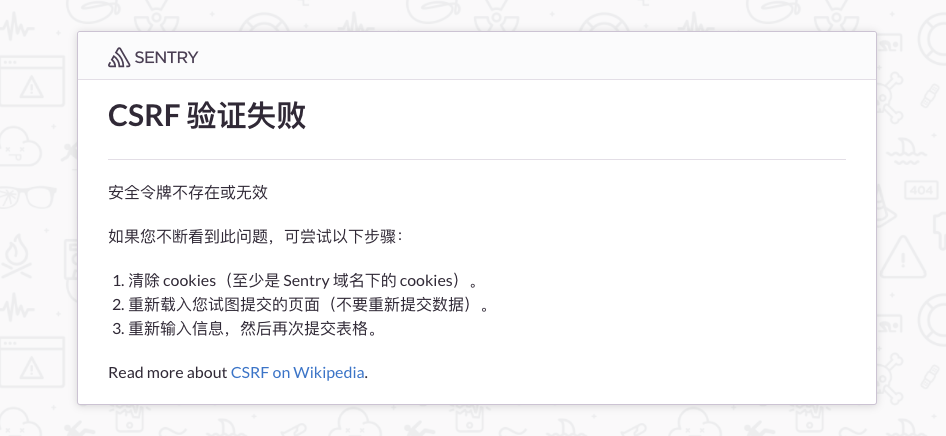 SENTRY
CSRF 验证失败
安全令牌不存在或无效
如果您不断看到此问题，可尝试以下步骤：
1. 清除 cookies（至少是 Sentry 域名下的 cookies）。
2. 重新载入您试图提交的页面（不要重新提交数据）。
3. 重新输入信息，然后再次提交表格。
Read more about CSRF on Wikipedia.
404